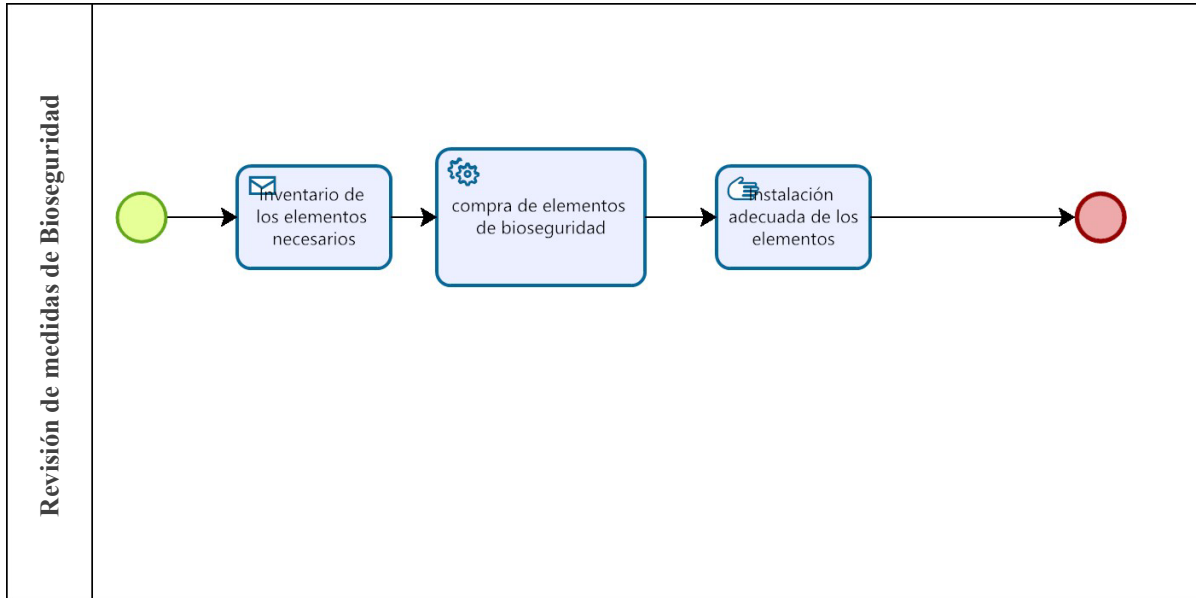 Revisión de medidas de Bioseguridad
Inventario de
los elementos
necesarios
compra de elementos
de bioseguridad
Instalación
adecuada de los
elementos